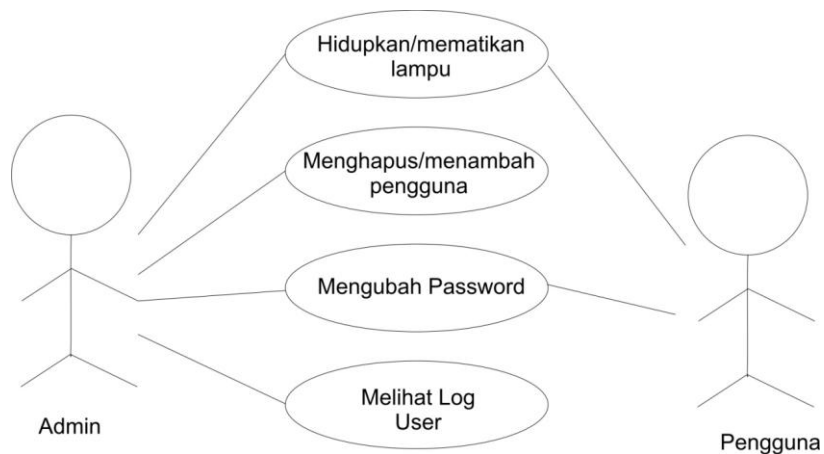 Hidupkan/mematikan
lampu
Menghapus/menambah
pengguna
Mengubah Password
Melihat Log
User
Admin
Pengguna